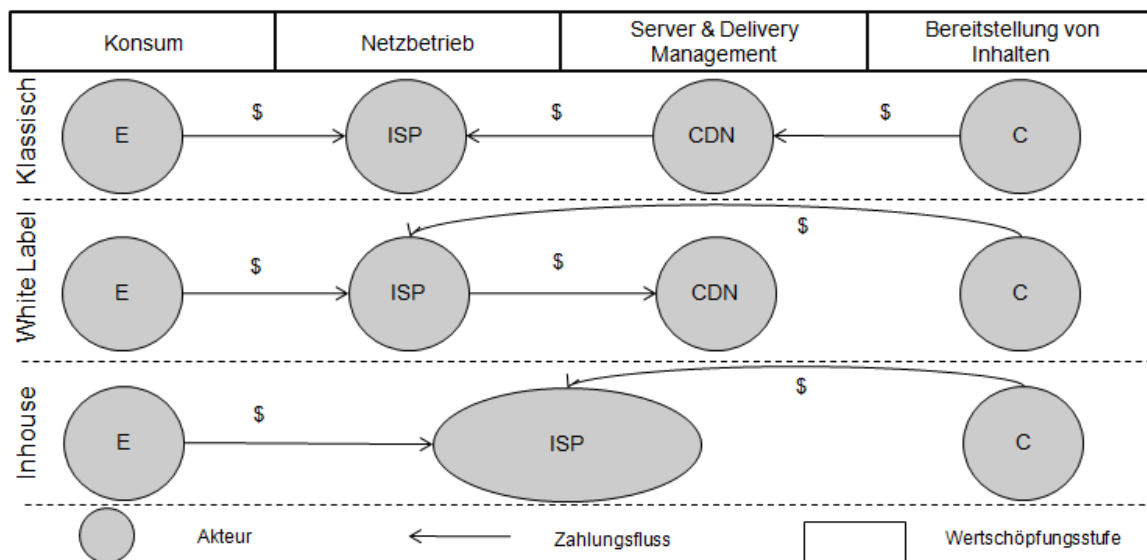 Konsum
Netzbetrieb
Server & Delivery
Management
Bereitstellung von
Inhalten
Klassisch
E
$
ISP
$
CDN
$
C
White Label
E
$
ISP
$
CDN
$
C
Inhouse
E
$
ISP
$
C
Akteur
Zahlungsfluss
Wertschöpfungsstufe